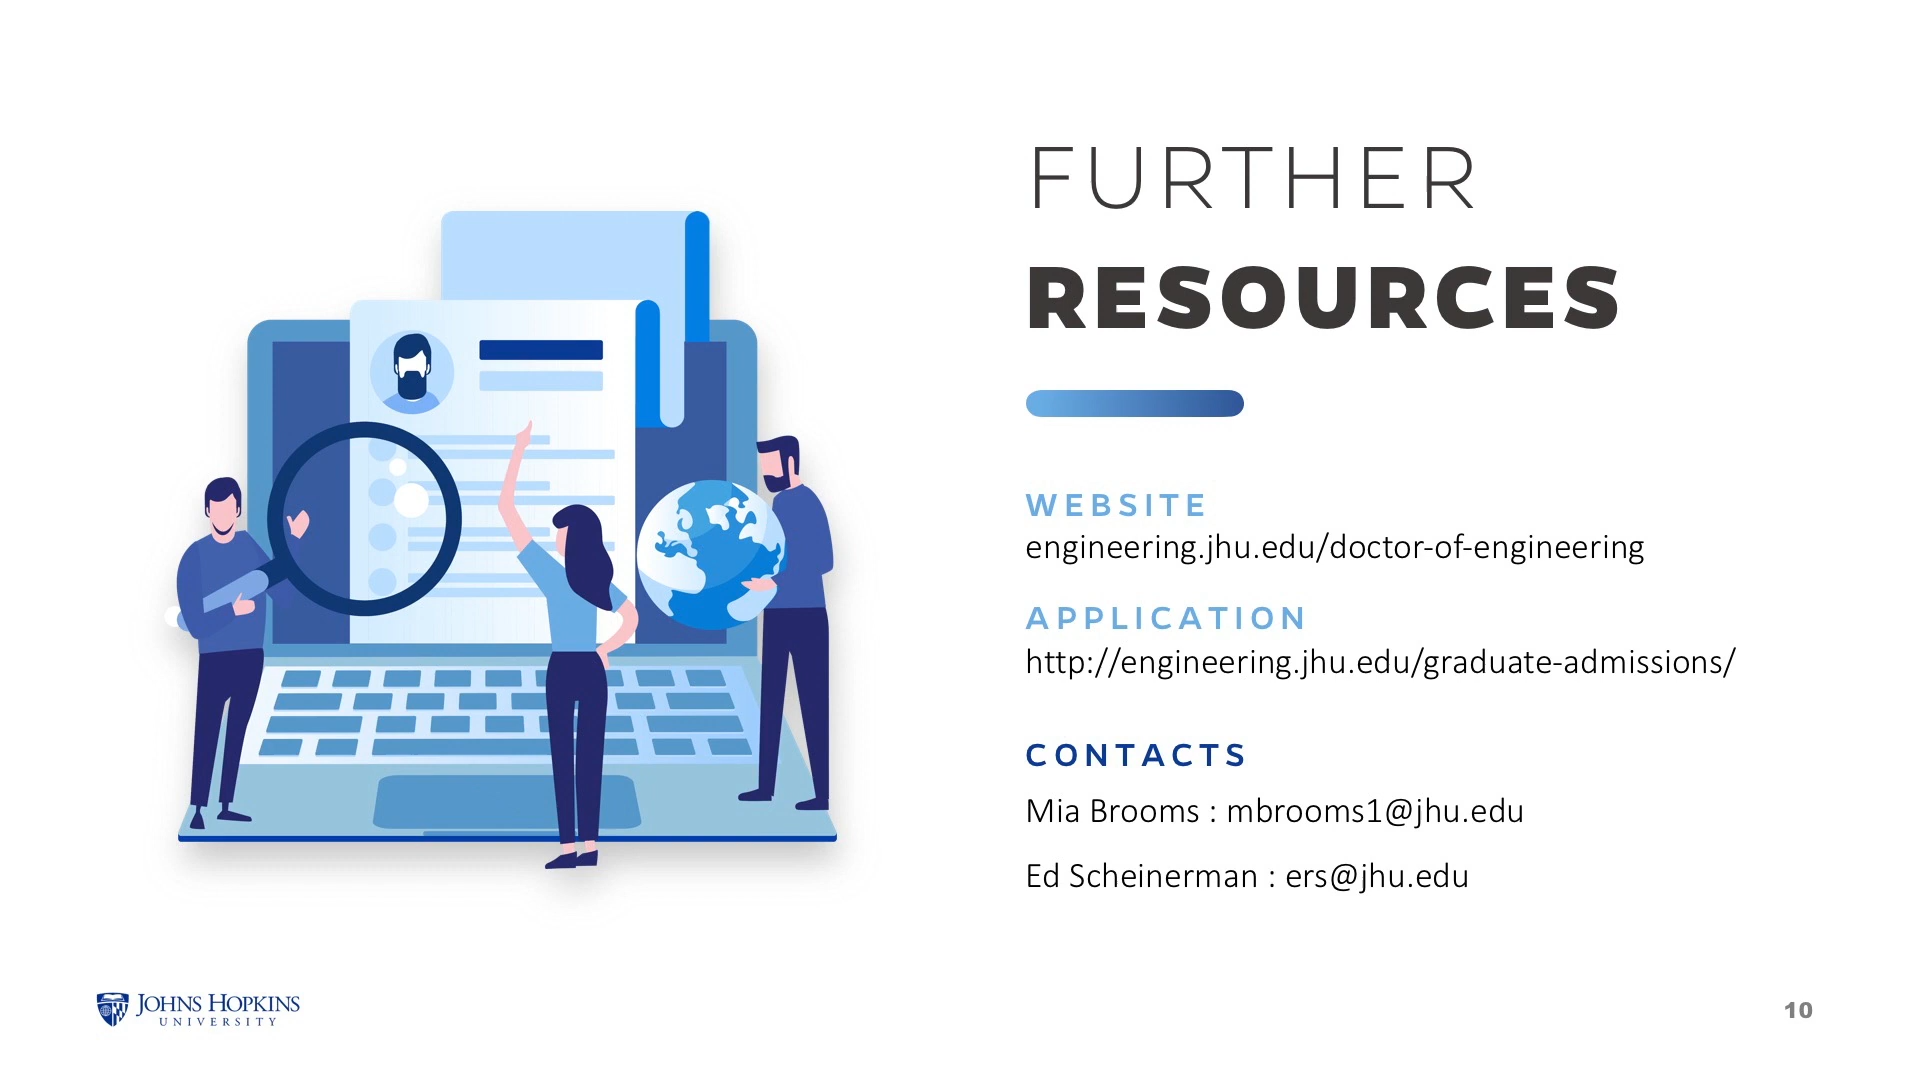 FURTHER
RESOURCES
WEBSITE
engineering.jhu.edu/doctor-of-engineering
APPLICATION
http://engineering.jhu.edu/graduate-admissions/
CONTACTS
Mia Brooms : mbrooms1@jhu.edu
Ed Scheinerman : ers@jhu.edu
JOHNS HOPKINS
UNIVERSITY
10